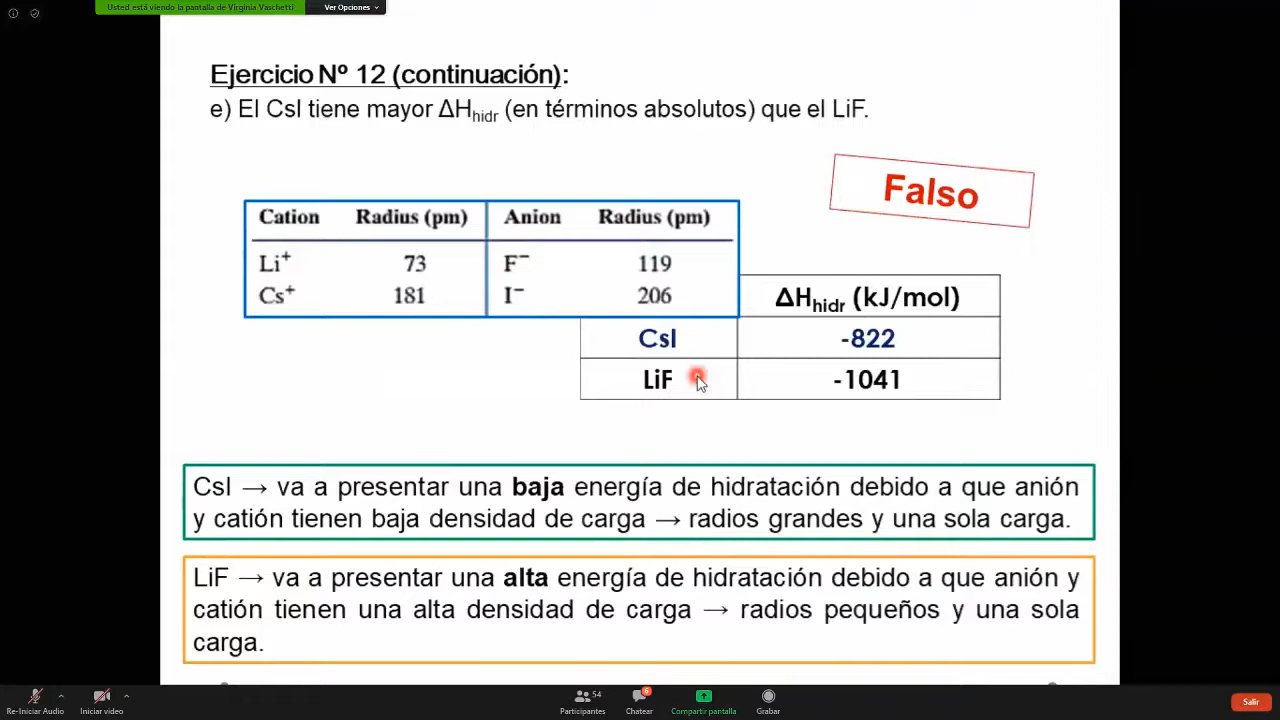 Usted está viendo la pantalla de Virginia Vaschetti
Ver Opciones
Ejercicio Nº 12 (continuación):
e) El CsI tiene mayor ΔHhidr (en términos absolutos) que el LiF.
Falso
Cation Radius (pm) Anion Radius (pm)
Li⁺ 73 F⁻ 119
Cs⁺ 181 I⁻ 206
ΔHhidr (kJ/mol)
CsI -822
LiF -1041
CsI → va a presentar una baja energía de hidratación debido a que anión
y catión tienen baja densidad de carga → radios grandes y una sola carga.
LiF → va a presentar una alta energía de hidratación debido a que anión y
catión tienen una alta densidad de carga → radios pequeños y una sola
carga.
Re-Iniciar Audio
Iniciar video
54
Participantes
6
Chatear
Compartir pantalla
Grabar
Salir